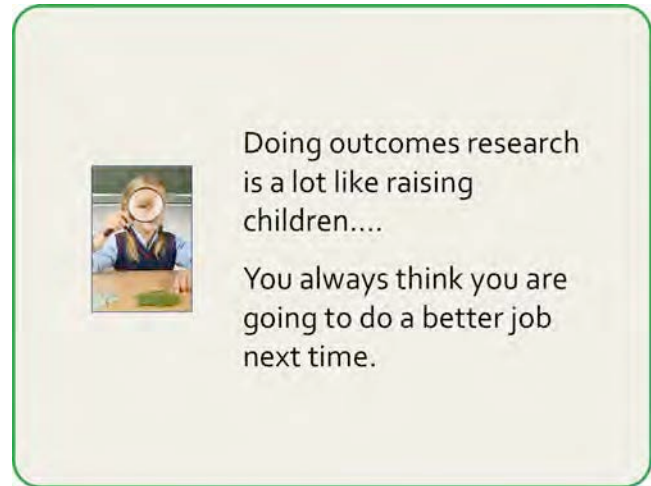 Doing outcomes research
is a lot like raising
children....
You always think you are
going to do a better job
next time.